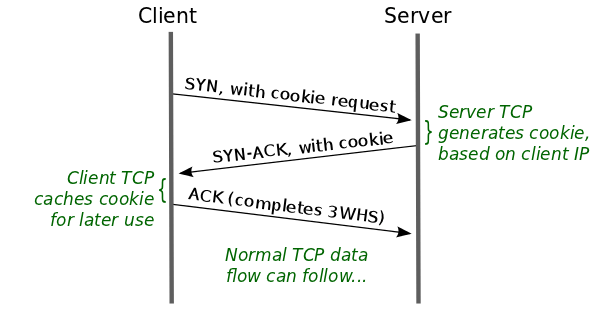 Client
Server
SYN, with cookie request
Server TCP
generates cookie,
based on client IP
SYN-ACK, with cookie
Client TCP
caches cookie
for later use
ACK (completes 3WHS)
Normal TCP data
flow can follow...